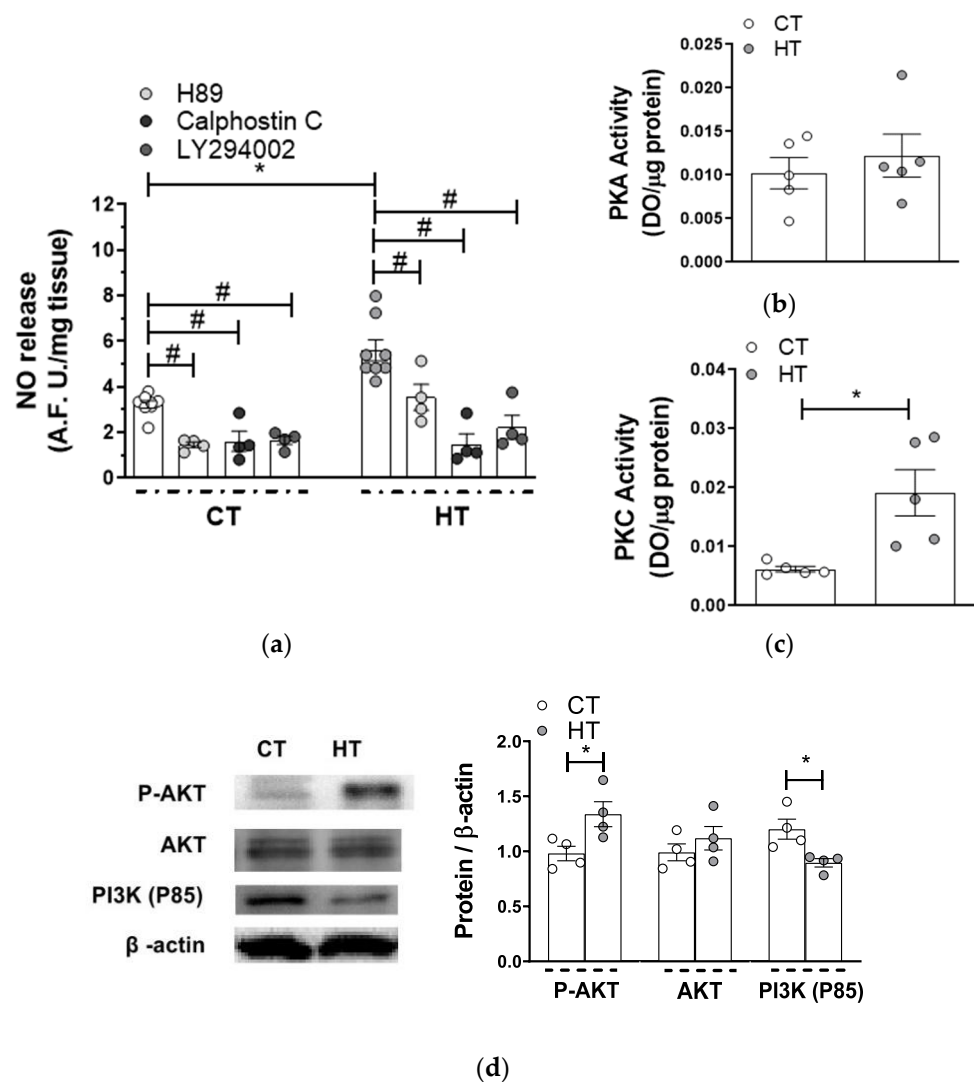 H89
Calphostin C
LY294002
*
#
#
#
#
#
#
NO release
(A.F. U./mg tissue)
12
10
8
6
4
2
0
CT
HT
(a)
CT
HT
PKA Activity
(DO/µg protein)
0.025
0.020
0.015
0.010
0.005
0.000
(b)
CT
HT
*
PKC Activity
(DO/µg protein)
0.04
0.03
0.02
0.01
0.00
(c)
CT HT
P-AKT
AKT
PI3K (P85)
β -actin
CT
HT
*
*
Protein / β-actin
2.0
1.5
1.0
0.5
0.0
P-AKT AKT PI3K (P85)
(d)